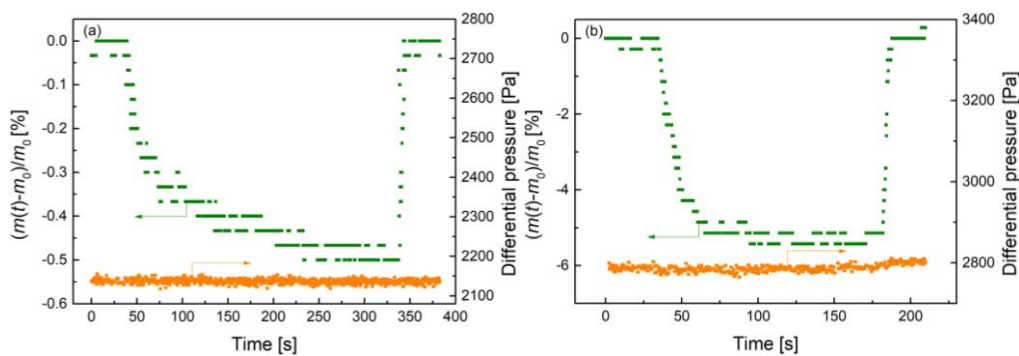 (a)
(m(t)-m₀)/m₀ [%]
0.0
-0.1
-0.2
-0.3
-0.4
-0.5
-0.6
2800
2700
2600
2500
2400
2300
2200
2100
Differential pressure [Pa]
0 50 100 150 200 250 300 350 400
Time [s]
(b)
(m(t)-m₀)/m₀ [%]
0
-2
-4
-6
3400
3200
3000
2800
Differential pressure [Pa]
0 50 100 150 200
Time [s]